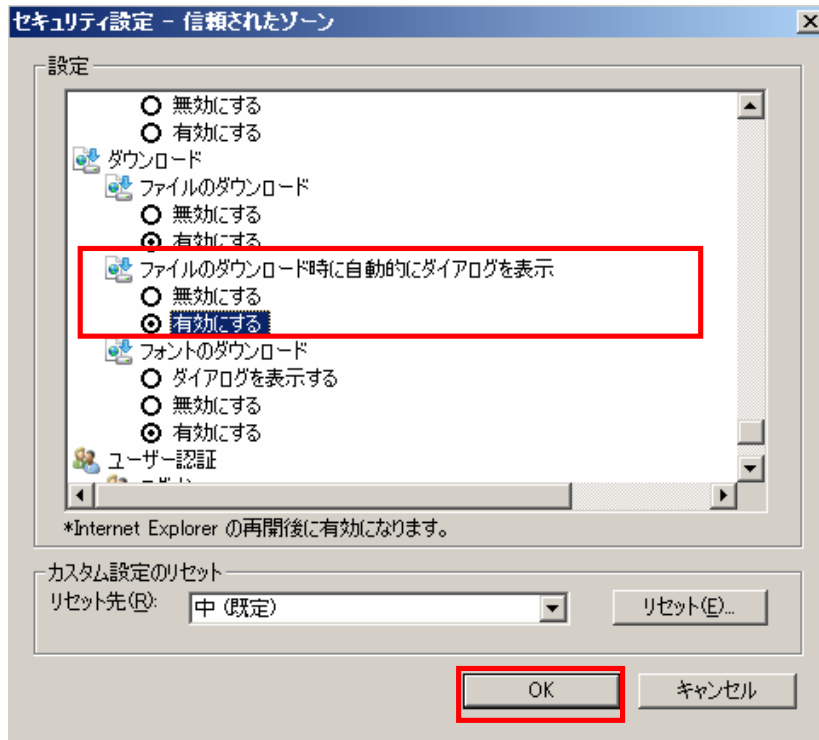 セキュリティ設定 - 信頼されたゾーン
設定
無効にする
有効にする
ダウンロード
ファイルのダウンロード
無効にする
有効にする
ファイルのダウンロード時に自動的にダイアログを表示
無効にする
有効にする
フォントのダウンロード
ダイアログを表示する
無効にする
有効にする
ユーザー認証
*Internet Explorer の再開後に有効になります。
カスタム設定のリセット
リセット先(R): 中 (既定) リセット(E)...
OK キャンセル